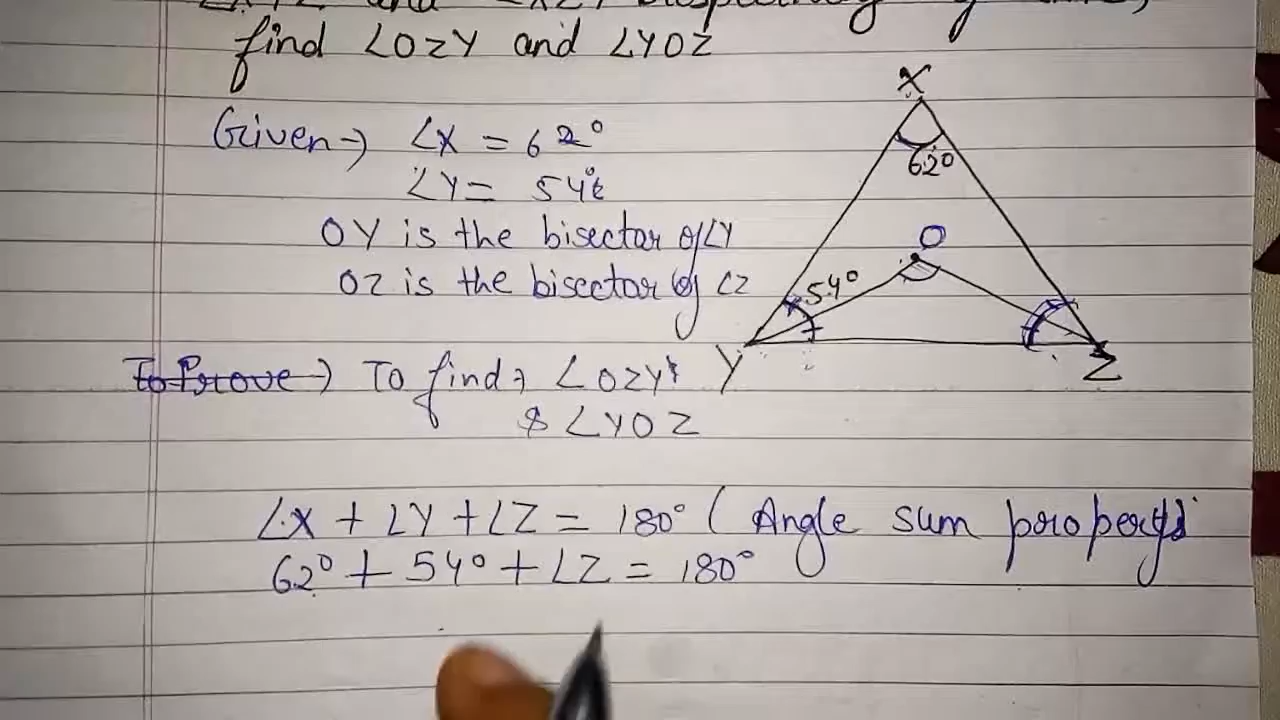 find ∠OZY and ∠YOZ
Given→ ∠X = 62°
∠Y = 54°
OY is the bisector of ∠Y
OZ is the bisector of ∠Z
To Prove→ To find→ ∠OZY
& ∠YOZ
X
62°
O
54°
Y
Z
∠X + ∠Y + ∠Z = 180° (Angle sum property)
62° + 54° + ∠Z = 180°